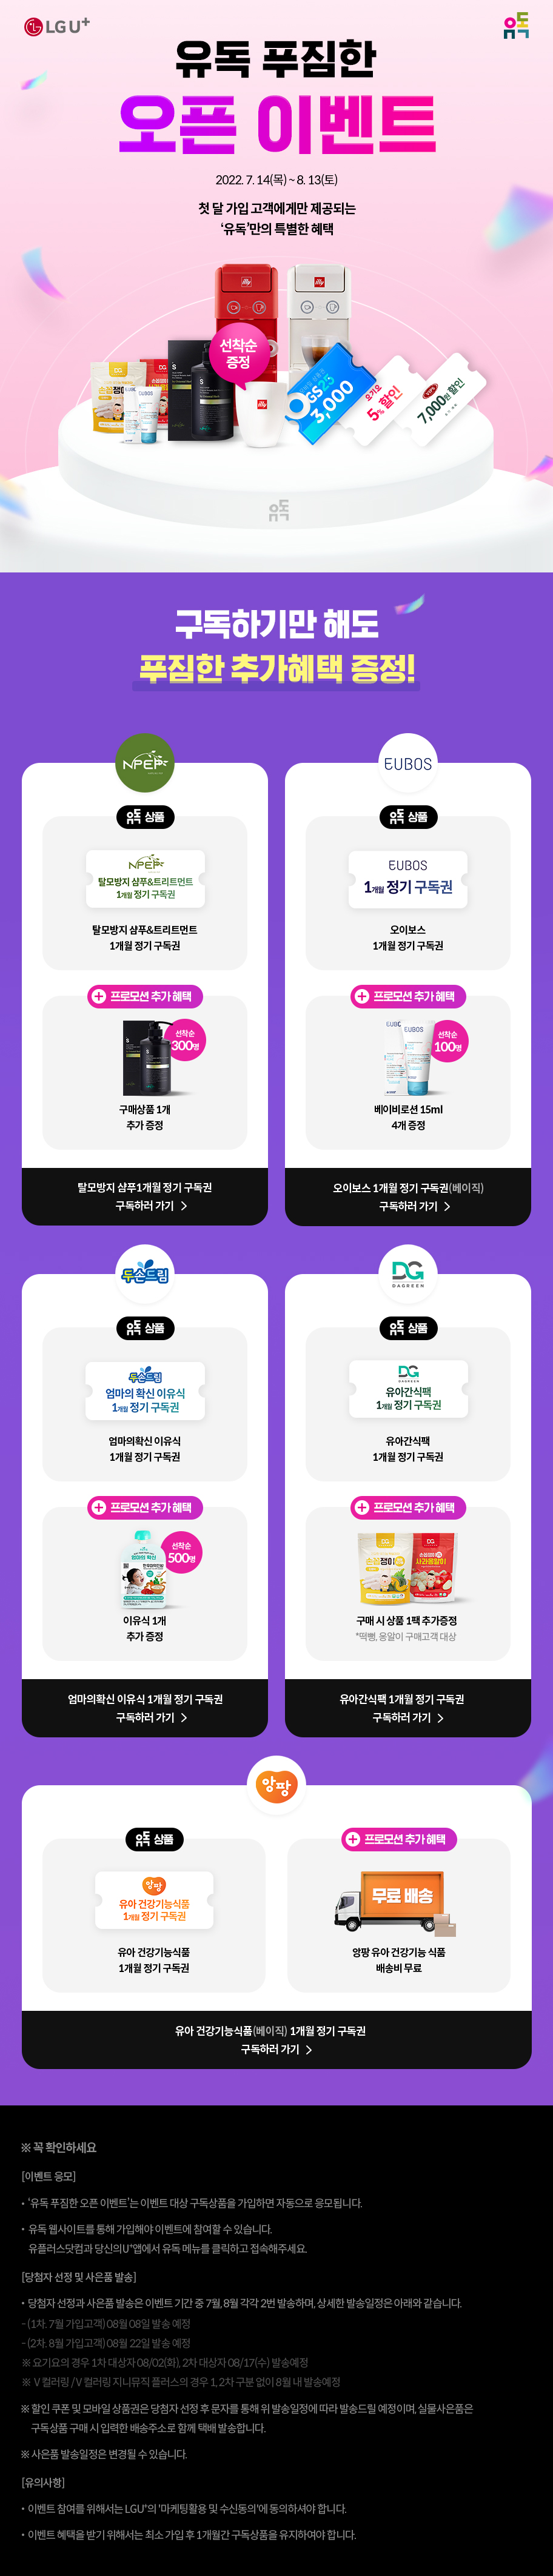 LG U+
유독
유독 푸짐한
오픈 이벤트
2022. 7. 14(목) ~ 8. 13(토)
첫 달 가입 고객에게만 제공되는
‘유독’만의 특별한 혜택
illy
illy
선착순
증정
illy
GS25
3,000
요기요
5% 할인
7,000원 할인
유독
구독하기만 해도
푸짐한 추가혜택 증정!
NPEP
유독 상품
NPEP
탈모방지 샴푸&트리트먼트
1개월 정기 구독권
탈모방지 샴푸&트리트먼트
1개월 정기 구독권
프로모션 추가 혜택
선착순
300명
구매상품 1개
추가 증정
탈모방지 샴푸1개월 정기 구독권
구독하러 가기 >
EUBOS
유독 상품
EUBOS
1개월 정기 구독권
오이보스
1개월 정기 구독권
프로모션 추가 혜택
EUBOS
EUBOS
선착순
100명
베이비로션 15ml
4개 증정
오이보스 1개월 정기 구독권(베이직)
구독하러 가기 >
두손드림
유독 상품
두손드림
엄마의 확신 이유식
1개월 정기 구독권
엄마의확신 이유식
1개월 정기 구독권
프로모션 추가 혜택
엄마의 확신
선착순
500명
이유식 1개
추가 증정
엄마의확신 이유식 1개월 정기 구독권
구독하러 가기 >
DG
DAGREEN
유독 상품
DG
DAGREEN
유아간식팩
1개월 정기 구독권
유아간식팩
1개월 정기 구독권
프로모션 추가 혜택
구매 시 상품 1팩 추가증정
*떡뻥, 옹알이 구매고객 대상
유아간식팩 1개월 정기 구독권
구독하러 가기 >
앙팡
유독 상품
앙팡
유아 건강기능식품
1개월 정기 구독권
유아 건강기능식품
1개월 정기 구독권
프로모션 추가 혜택
무료 배송
앙팡 유아 건강기능 식품
배송비 무료
유아 건강기능식품(베이직) 1개월 정기 구독권
구독하러 가기 >
※ 꼭 확인하세요
[이벤트 응모]
• ‘유독 푸짐한 오픈 이벤트’는 이벤트 대상 구독상품을 가입하면 자동으로 응모됩니다.
• 유독 웹사이트를 통해 가입해야 이벤트에 참여할 수 있습니다.
유플러스닷컴과 당신의U+앱에서 유독 메뉴를 클릭하고 접속해주세요.
[당첨자 선정 및 사은품 발송]
• 당첨자 선정과 사은품 발송은 이벤트 기간 중 7월, 8월 각각 2번 발송하며, 상세한 발송일정은 아래와 같습니다.
- (1차: 7월 가입고객) 08월 08일 발송 예정
- (2차: 8월 가입고객) 08월 22일 발송 예정
※ 요기요의 경우 1차 대상자 08/02(화), 2차 대상자 08/17(수) 발송예정
※ V 컬러링 / V 컬러링 지니뮤직 플러스의 경우 1, 2차 구분 없이 8월 내 발송예정
※ 할인 쿠폰 및 모바일 상품권은 당첨자 선정 후 문자를 통해 위 발송일정에 따라 발송드릴 예정이며, 실물사은품은
구독상품 구매 시 입력한 배송주소로 함께 택배 발송합니다.
※ 사은품 발송일정은 변경될 수 있습니다.
[유의사항]
• 이벤트 참여를 위해서는 LGU+의 '마케팅활용 및 수신동의'에 동의하셔야 합니다.
• 이벤트 혜택을 받기 위해서는 최소 가입 후 1개월간 구독상품을 유지하여야 합니다.